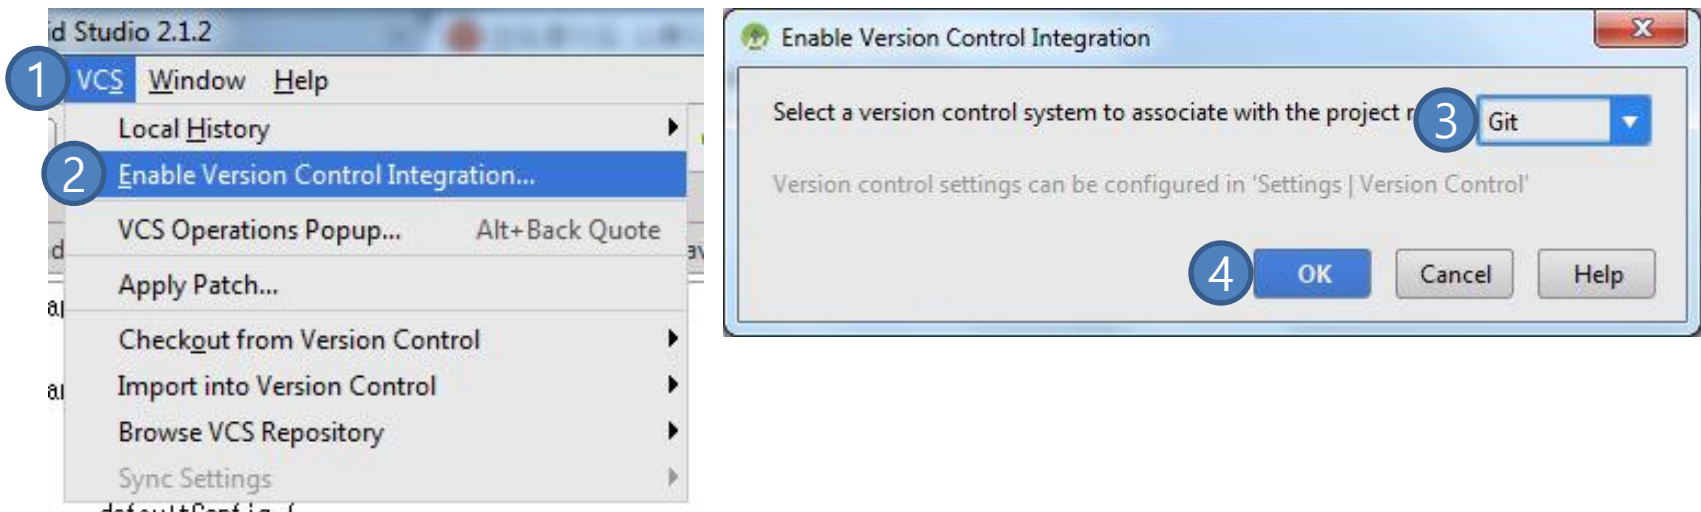 id Studio 2.1.2
1
VCS Window Help
Local History
2
Enable Version Control Integration...
VCS Operations Popup... Alt+Back Quote
Apply Patch...
Checkout from Version Control
Import into Version Control
Browse VCS Repository
Sync Settings
defaultConfig {
Enable Version Control Integration
Select a version control system to associate with the project r
3
Git
Version control settings can be configured in 'Settings | Version Control'
4
OK Cancel Help